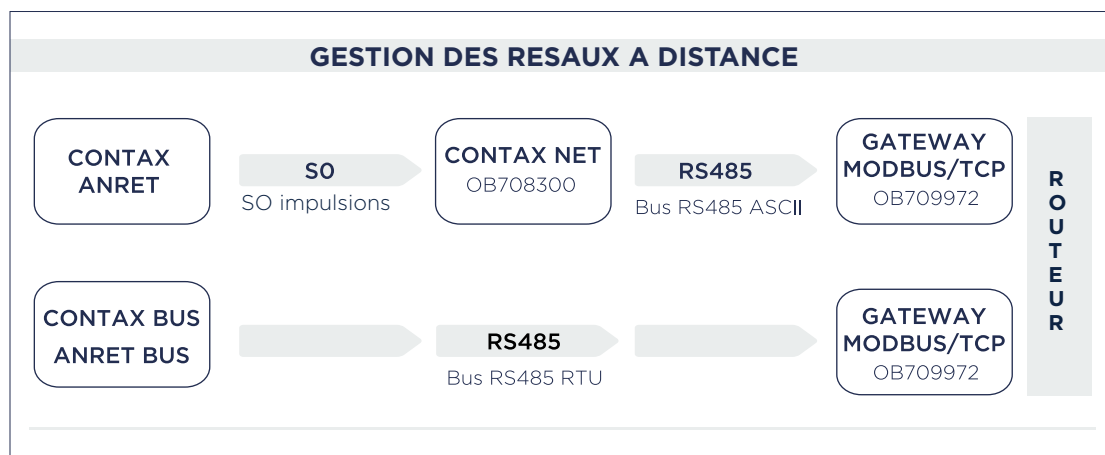 GESTION DES RESAUX A DISTANCE
CONTAX
ANRET
S0
SO impulsions
CONTAX NET
OB708300
RS485
Bus RS485 ASCII
GATEWAY
MODBUS/TCP
OB709972
ROUTEUR
CONTAX BUS
ANRET BUS
RS485
Bus RS485 RTU
GATEWAY
MODBUS/TCP
OB709972